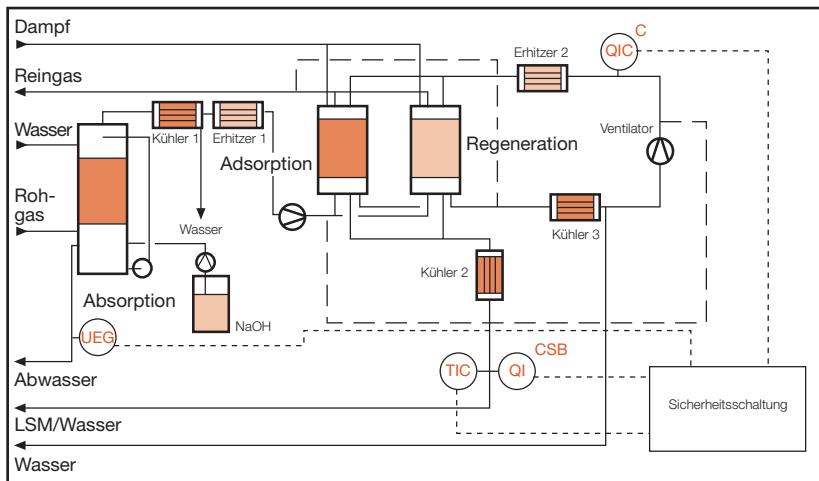 Dampf
Reingas
Wasser
Roh-
gas
Absorption
UEG
Abwasser
LSM/Wasser
Wasser
Kühler 1
Erhitzer 1
Wasser
NaOH
Adsorption
Regeneration
Erhitzer 2
QIC
C
Ventilator
Kühler 3
Kühler 2
TIC
QI
CSB
Sicherheitsschaltung